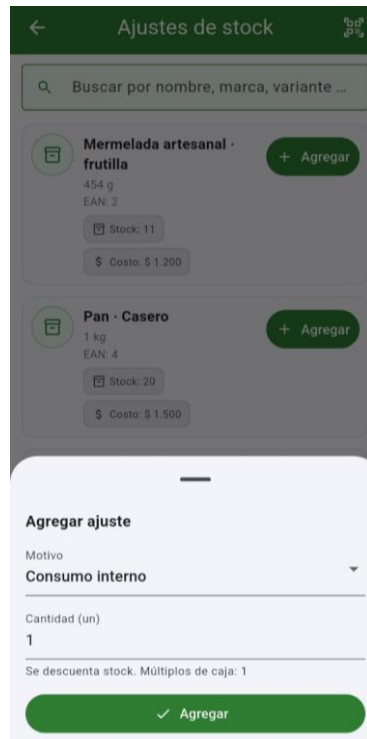 Ajustes de stock
Buscar por nombre, marca, variante ...
Mermelada artesanal ·
frutilla
+ Agregar
454 g
EAN: 2
Stock: 11
$ Costo: $ 1.200
Pan · Casero
+ Agregar
1 kg
EAN: 4
Stock: 20
$ Costo: $ 1.500
Agregar ajuste
Motivo
Consumo interno
Cantidad (un)
1
Se descuenta stock. Múltiplos de caja: 1
Agregar